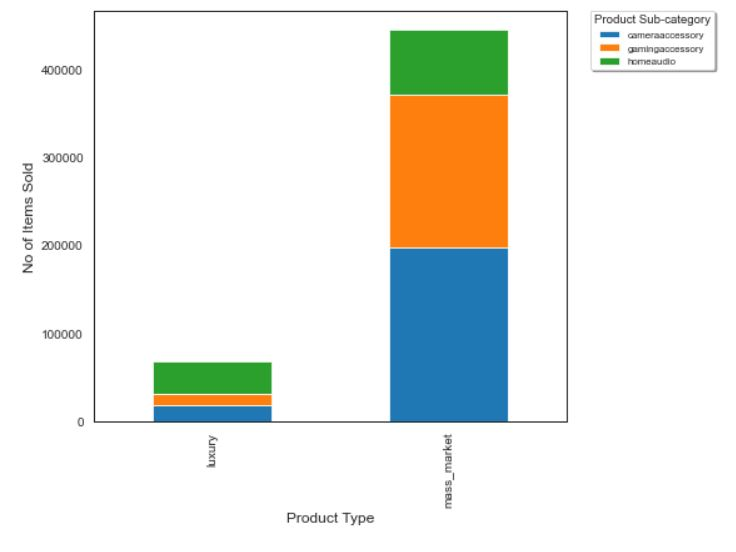 Product Sub-category
cameraaccessory
gamingaccessory
homeaudio
400000
300000
200000
100000
0
No of Items Sold
luxury
mass_market
Product Type